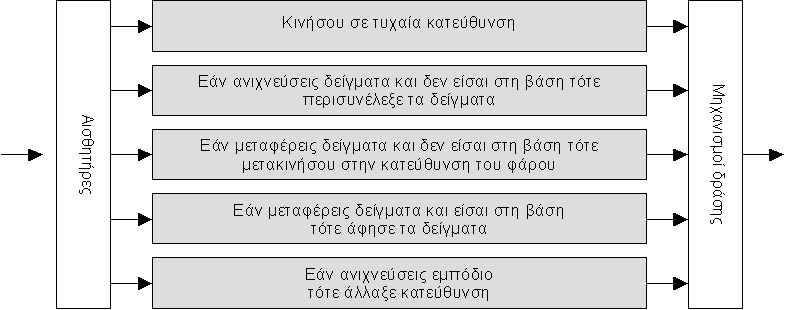 Αισθητήρες
Κινήσου σε τυχαία κατεύθυνση
Εάν ανιχνεύσεις δείγματα και δεν είσαι στη βάση τότε
περισυνέλεξε τα δείγματα
Εάν μεταφέρεις δείγματα και δεν είσαι στη βάση τότε
μετακινήσου στην κατεύθυνση του φάρου
Εάν μεταφέρεις δείγματα και είσαι στη βάση
τότε άφησε τα δείγματα
Εάν ανιχνεύσεις εμπόδιο
τότε άλλαξε κατεύθυνση
Μηχανισμοί δράσης